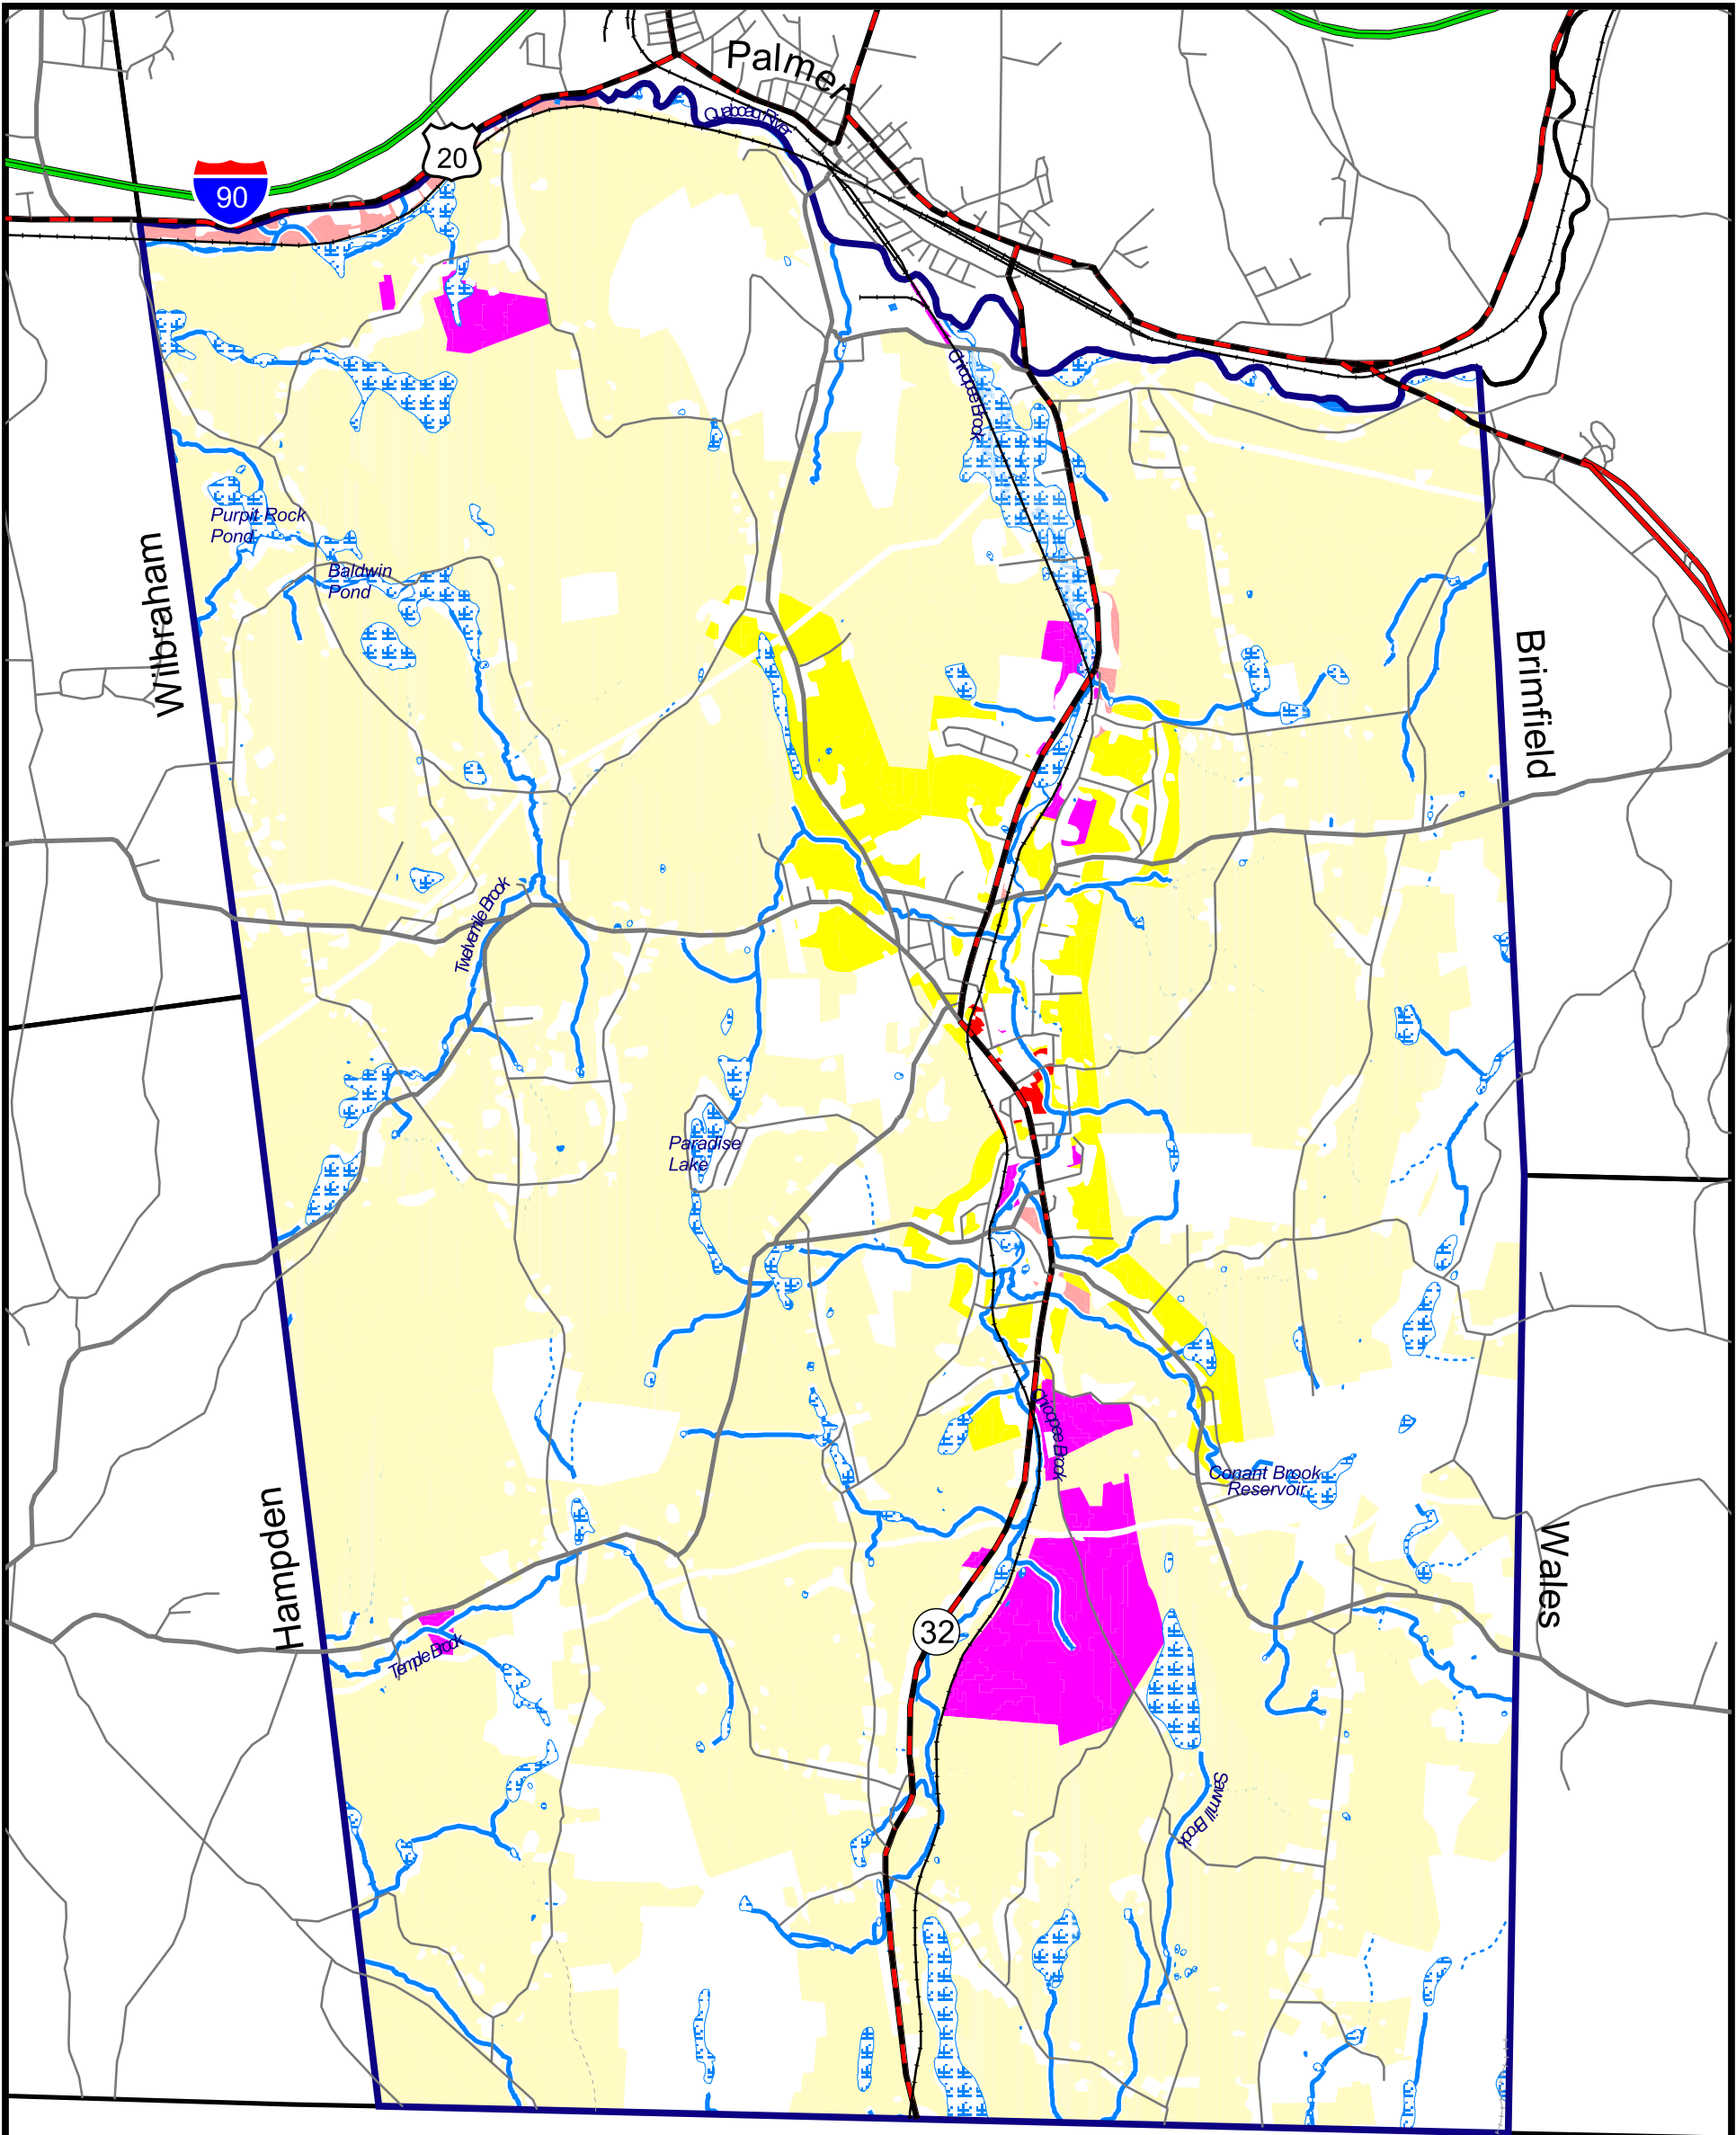 Palmer
Quaboag River
20
90
Chicopee Brook
Purpit Rock
Pond
Baldwin
Pond
Wilbraham
Brimfield
Twelvemile Brook
Paradise
Lake
Chicopee Brook
Conant Brook
Reservoir
Hampden
Wales
32
Temple Brook
Sawmill Brook